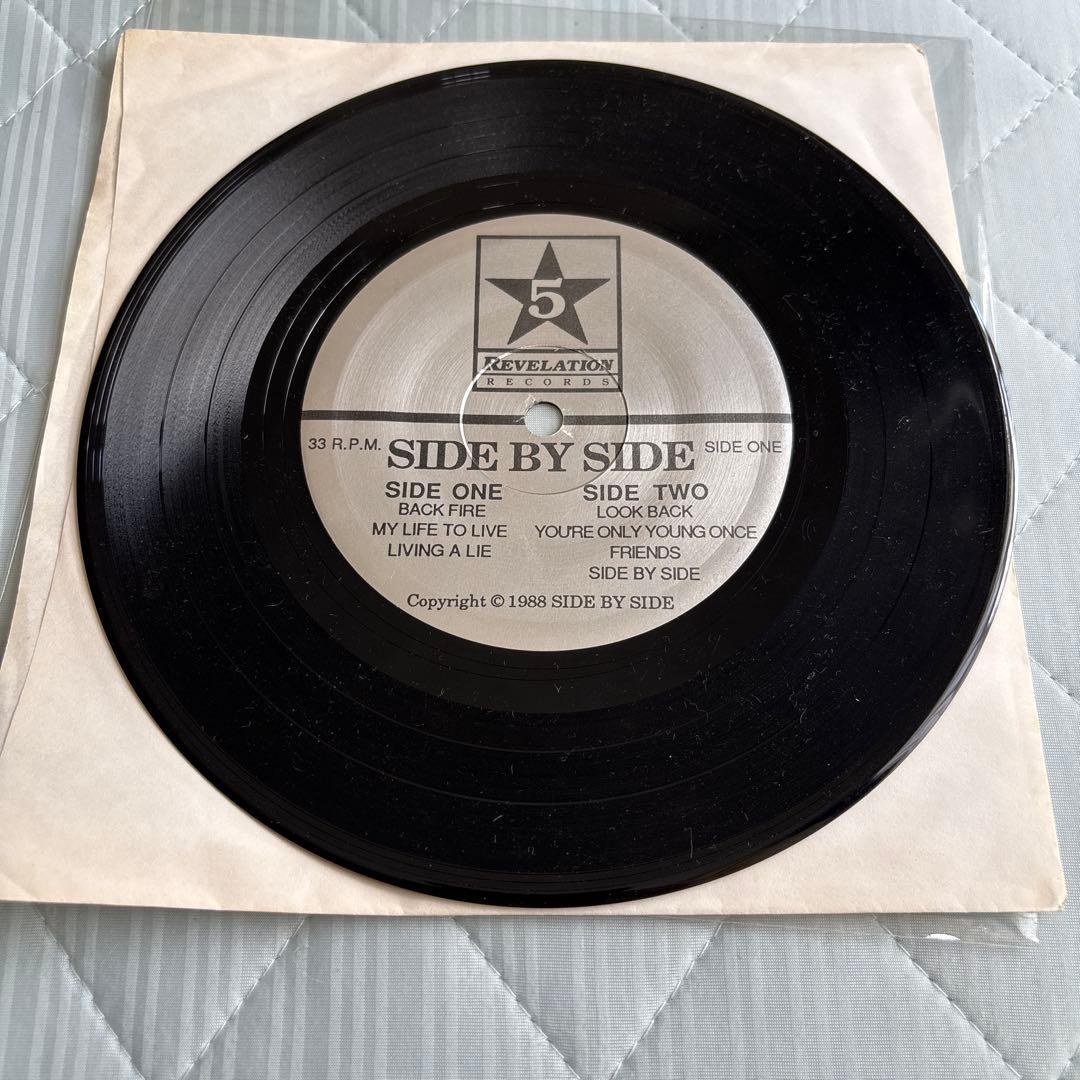 5
REVELATION
RECORDS
33 R.P.M. SIDE BY SIDE SIDE ONE
SIDE ONE
BACK FIRE
MY LIFE TO LIVE
LIVING A LIE
SIDE TWO
LOOK BACK
YOU'RE ONLY YOUNG ONCE
FRIENDS
SIDE BY SIDE
Copyright © 1988 SIDE BY SIDE